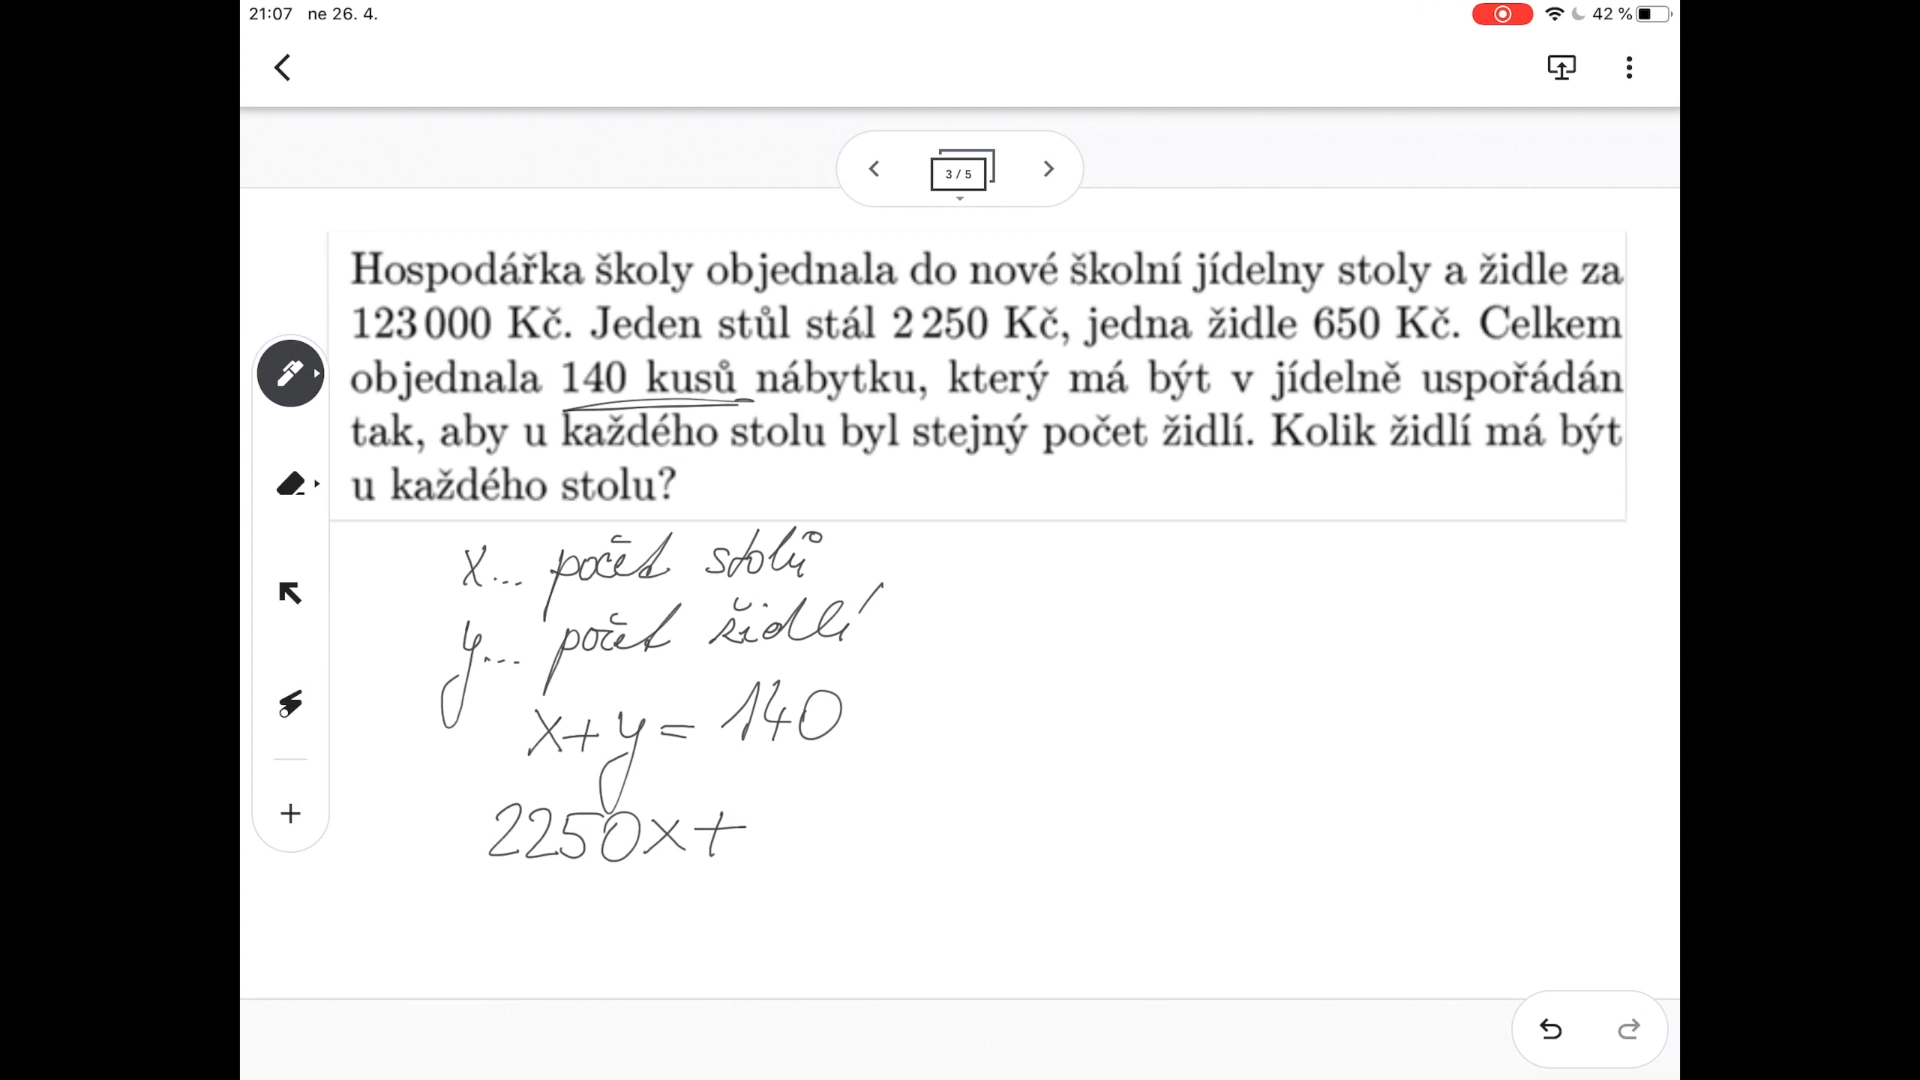 21:07 ne 26. 4. 42 %
3 / 5
Hospodářka školy objednala do nové školní jídelny stoly a židle za
123 000 Kč. Jeden stůl stál 2 250 Kč, jedna židle 650 Kč. Celkem
objednala 140 kusů nábytku, který má být v jídelně uspořádán
tak, aby u každého stolu byl stejný počet židlí. Kolik židlí má být
u každého stolu?
x... počet stolů
y... počet židlí
x+y= 140
2250x+